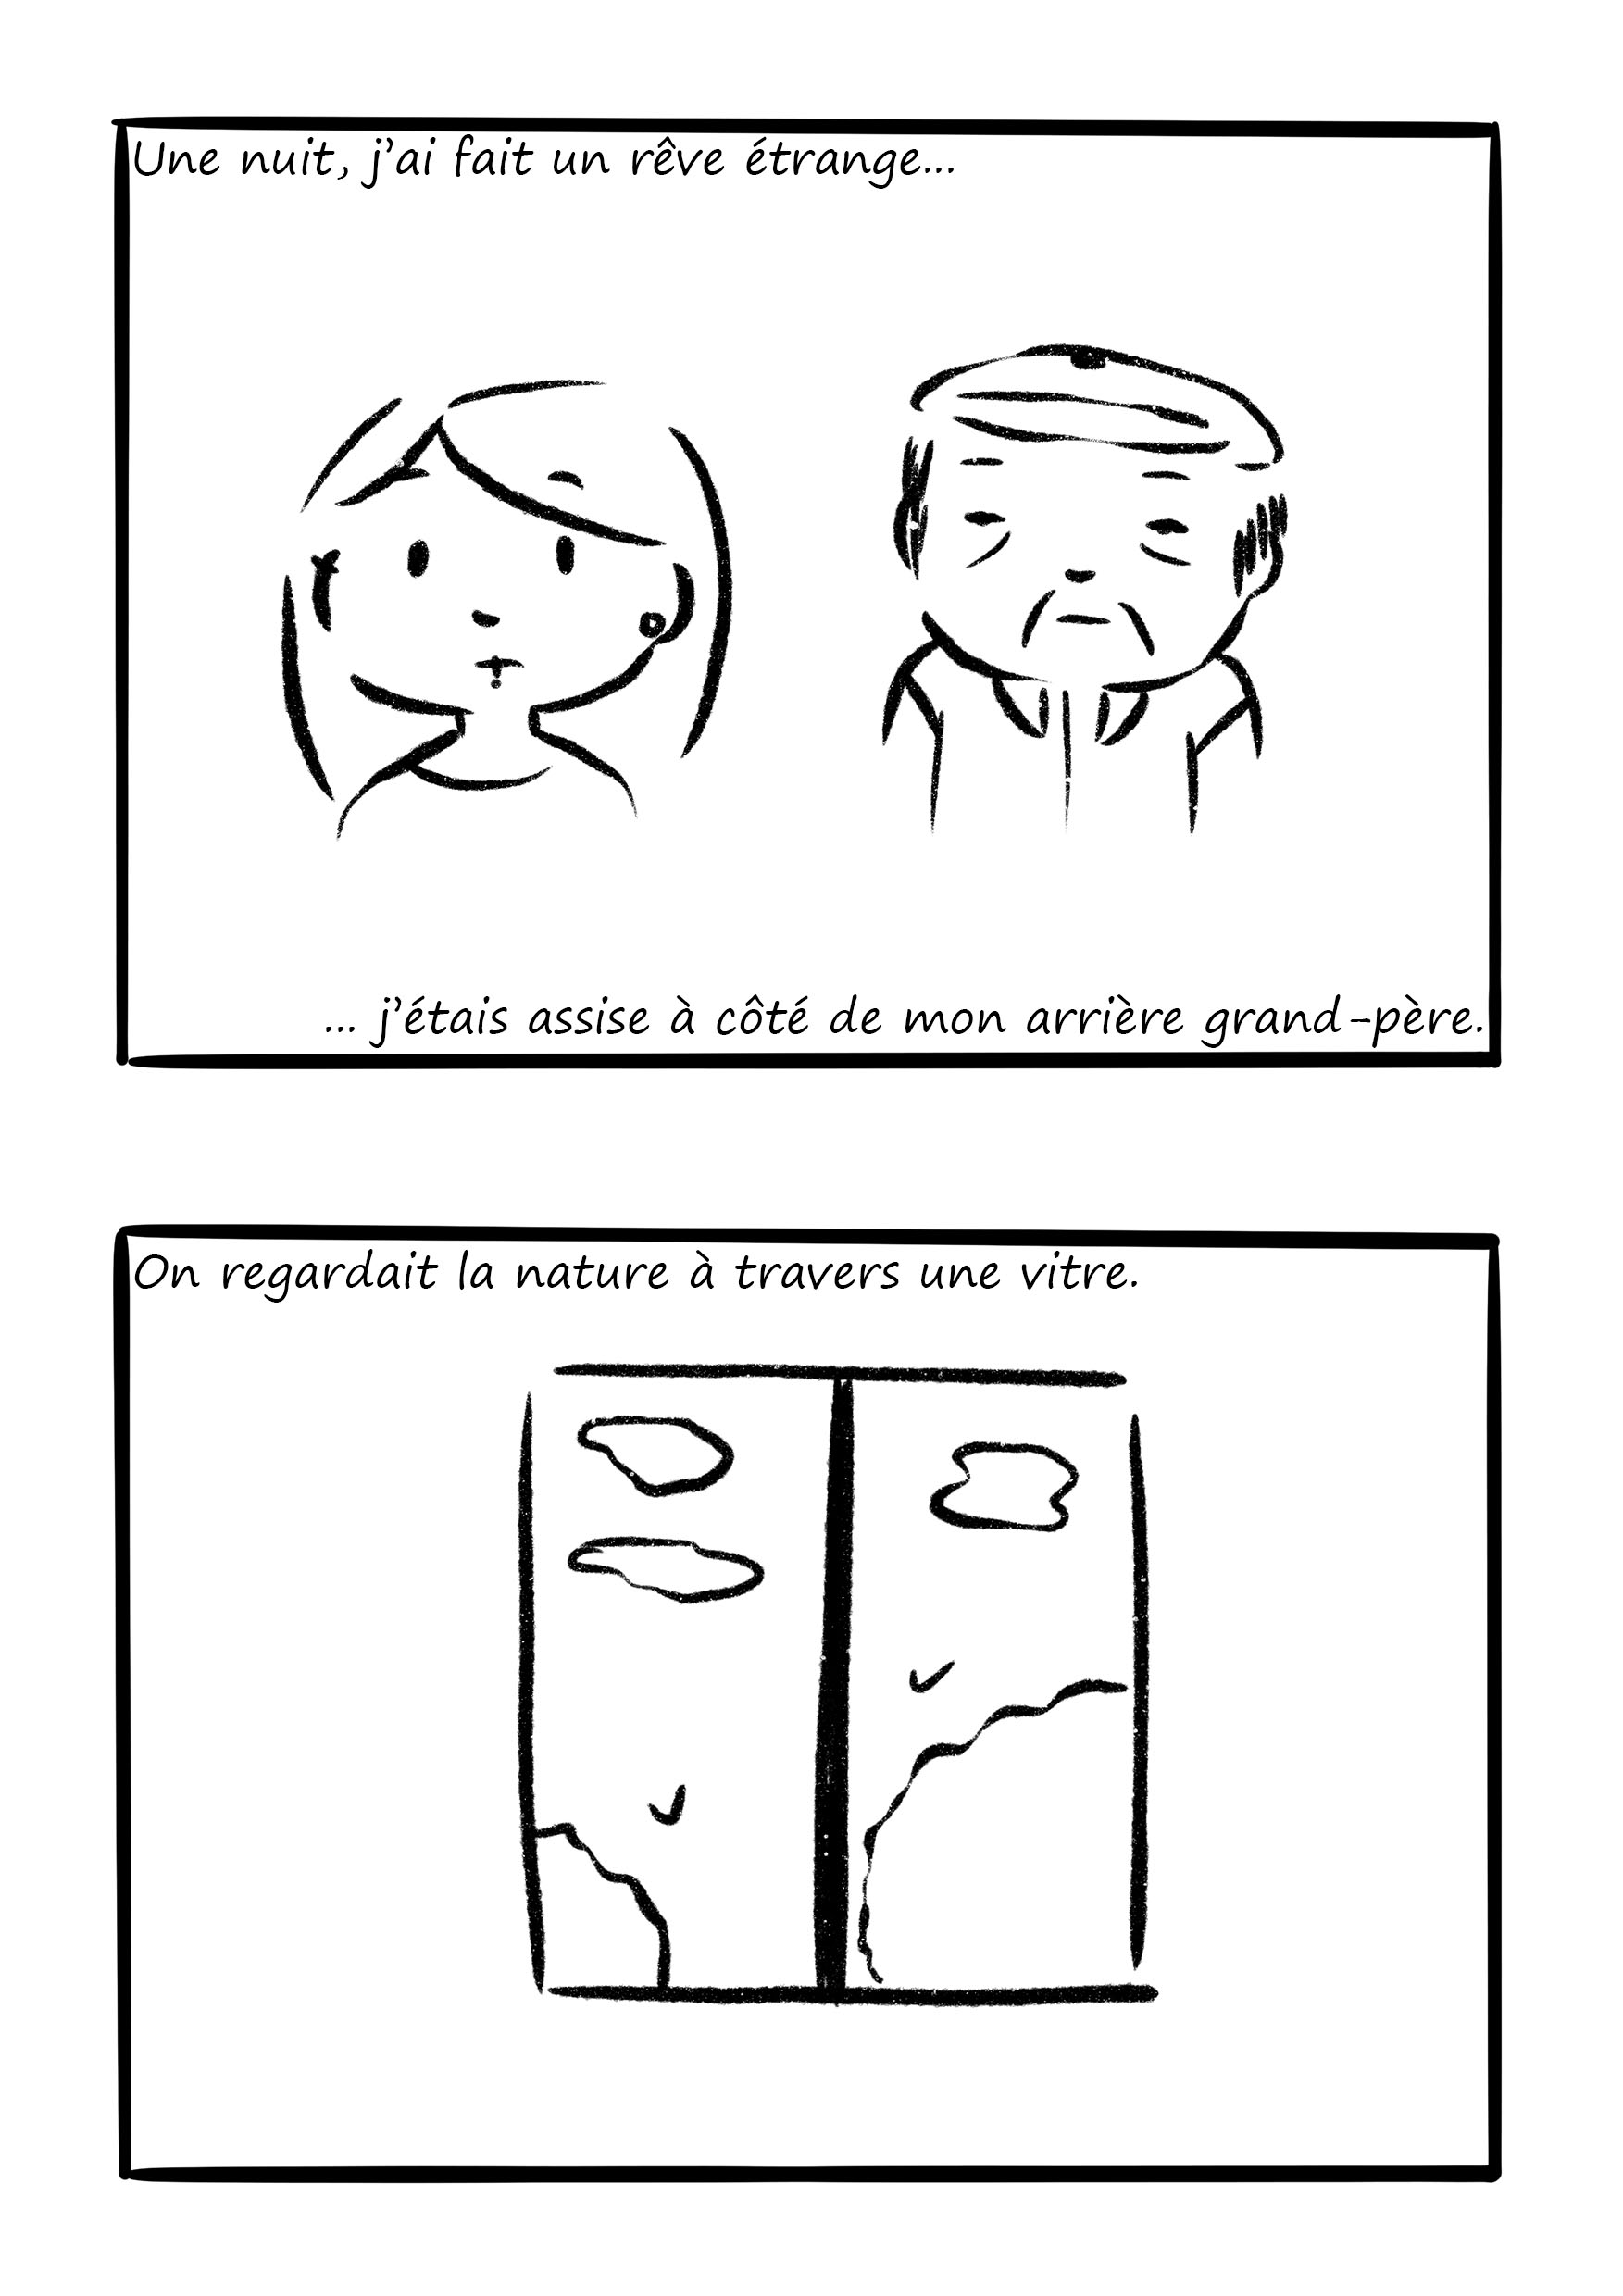 Une nuit, j'ai fait un rêve étrange...
... j'étais assise à côté de mon arrière grand-père.
On regardait la nature à travers une vitre.